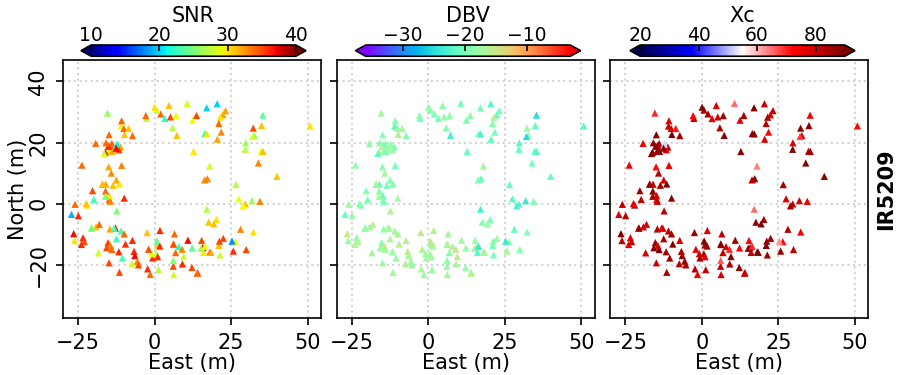 SNR DBV Xc
10 20 30 40 −30 −20 −10 20 40 60 80
40
20
0
−20
North (m)
IR5209
−25 0 25 50 −25 0 25 50 −25 0 25 50
East (m) East (m) East (m)